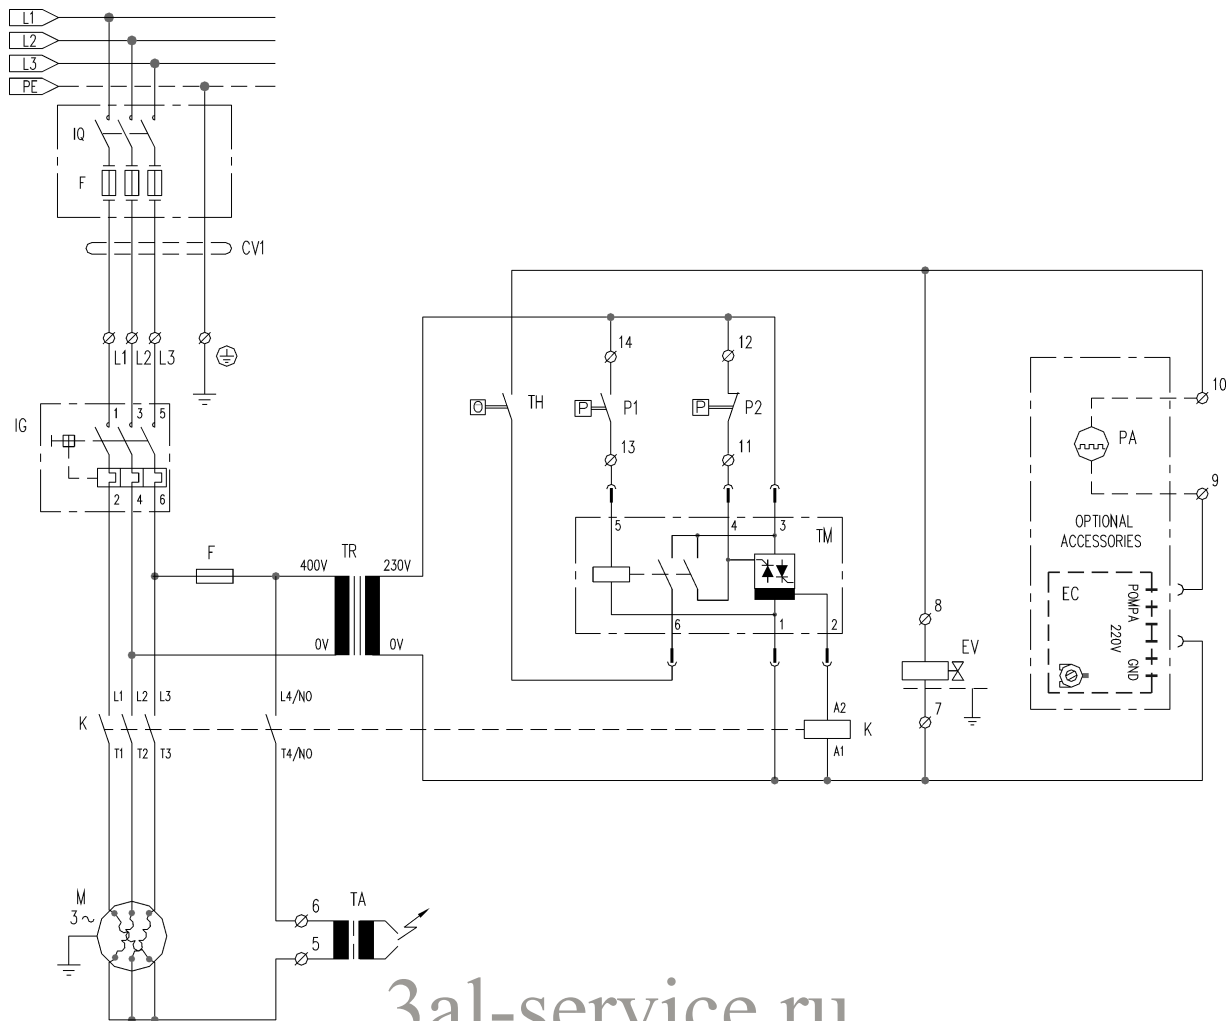 L1
L2
L3
PE
IQ
F
CV1
L1 L2 L3
14
12
10
IG
1 3 5
TH
P P1
P P2
PA
13
11
9
2 4 6
5 4 3
TM
OPTIONAL
ACCESSORIES
F
TR
400V 230V
EC
POMPA
220V
GND
8
0V 0V
6 1 2
EV
L1 L2 L3
L4/NO
A2
7
K
K
T1 T2 T3
T4/NO
A1
M
3~
TA
6
5
3al-service.ru